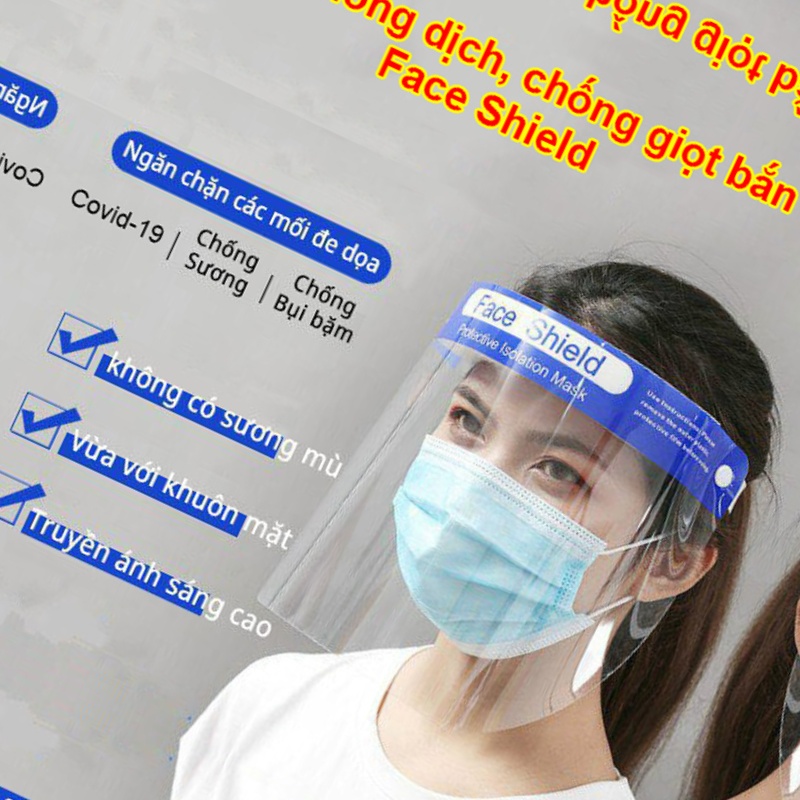 dịch, chống giọt bắn
Face Shield
Ngăn chặn các mối đe dọa
Covid-19 | Chống Sương | Chống Bụi bặm
không có sương mù
Vừa với khuôn mặt
Truyền ánh sáng cao
Face Shield
Protective Isolation Mask